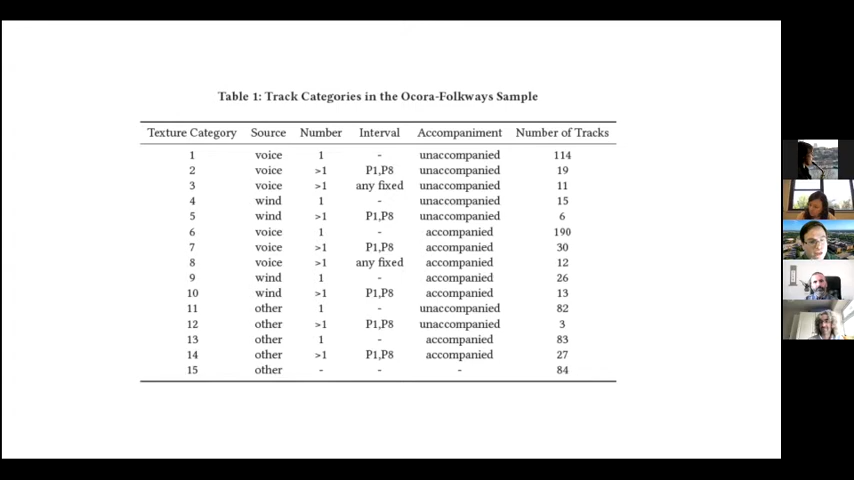 Table 1: Track Categories in the Ocora-Folkways Sample
Texture Category Source Number Interval Accompaniment Number of Tracks
1 voice 1 - unaccompanied 114
2 voice >1 P1,P8 unaccompanied 19
3 voice >1 any fixed unaccompanied 11
4 wind 1 - unaccompanied 15
5 wind >1 P1,P8 unaccompanied 6
6 voice 1 - accompanied 190
7 voice >1 P1,P8 accompanied 30
8 voice >1 any fixed accompanied 12
9 wind 1 - accompanied 26
10 wind >1 P1,P8 accompanied 13
11 other 1 - unaccompanied 82
12 other >1 P1,P8 unaccompanied 3
13 other 1 - accompanied 83
14 other >1 P1,P8 accompanied 27
15 other - - - 84